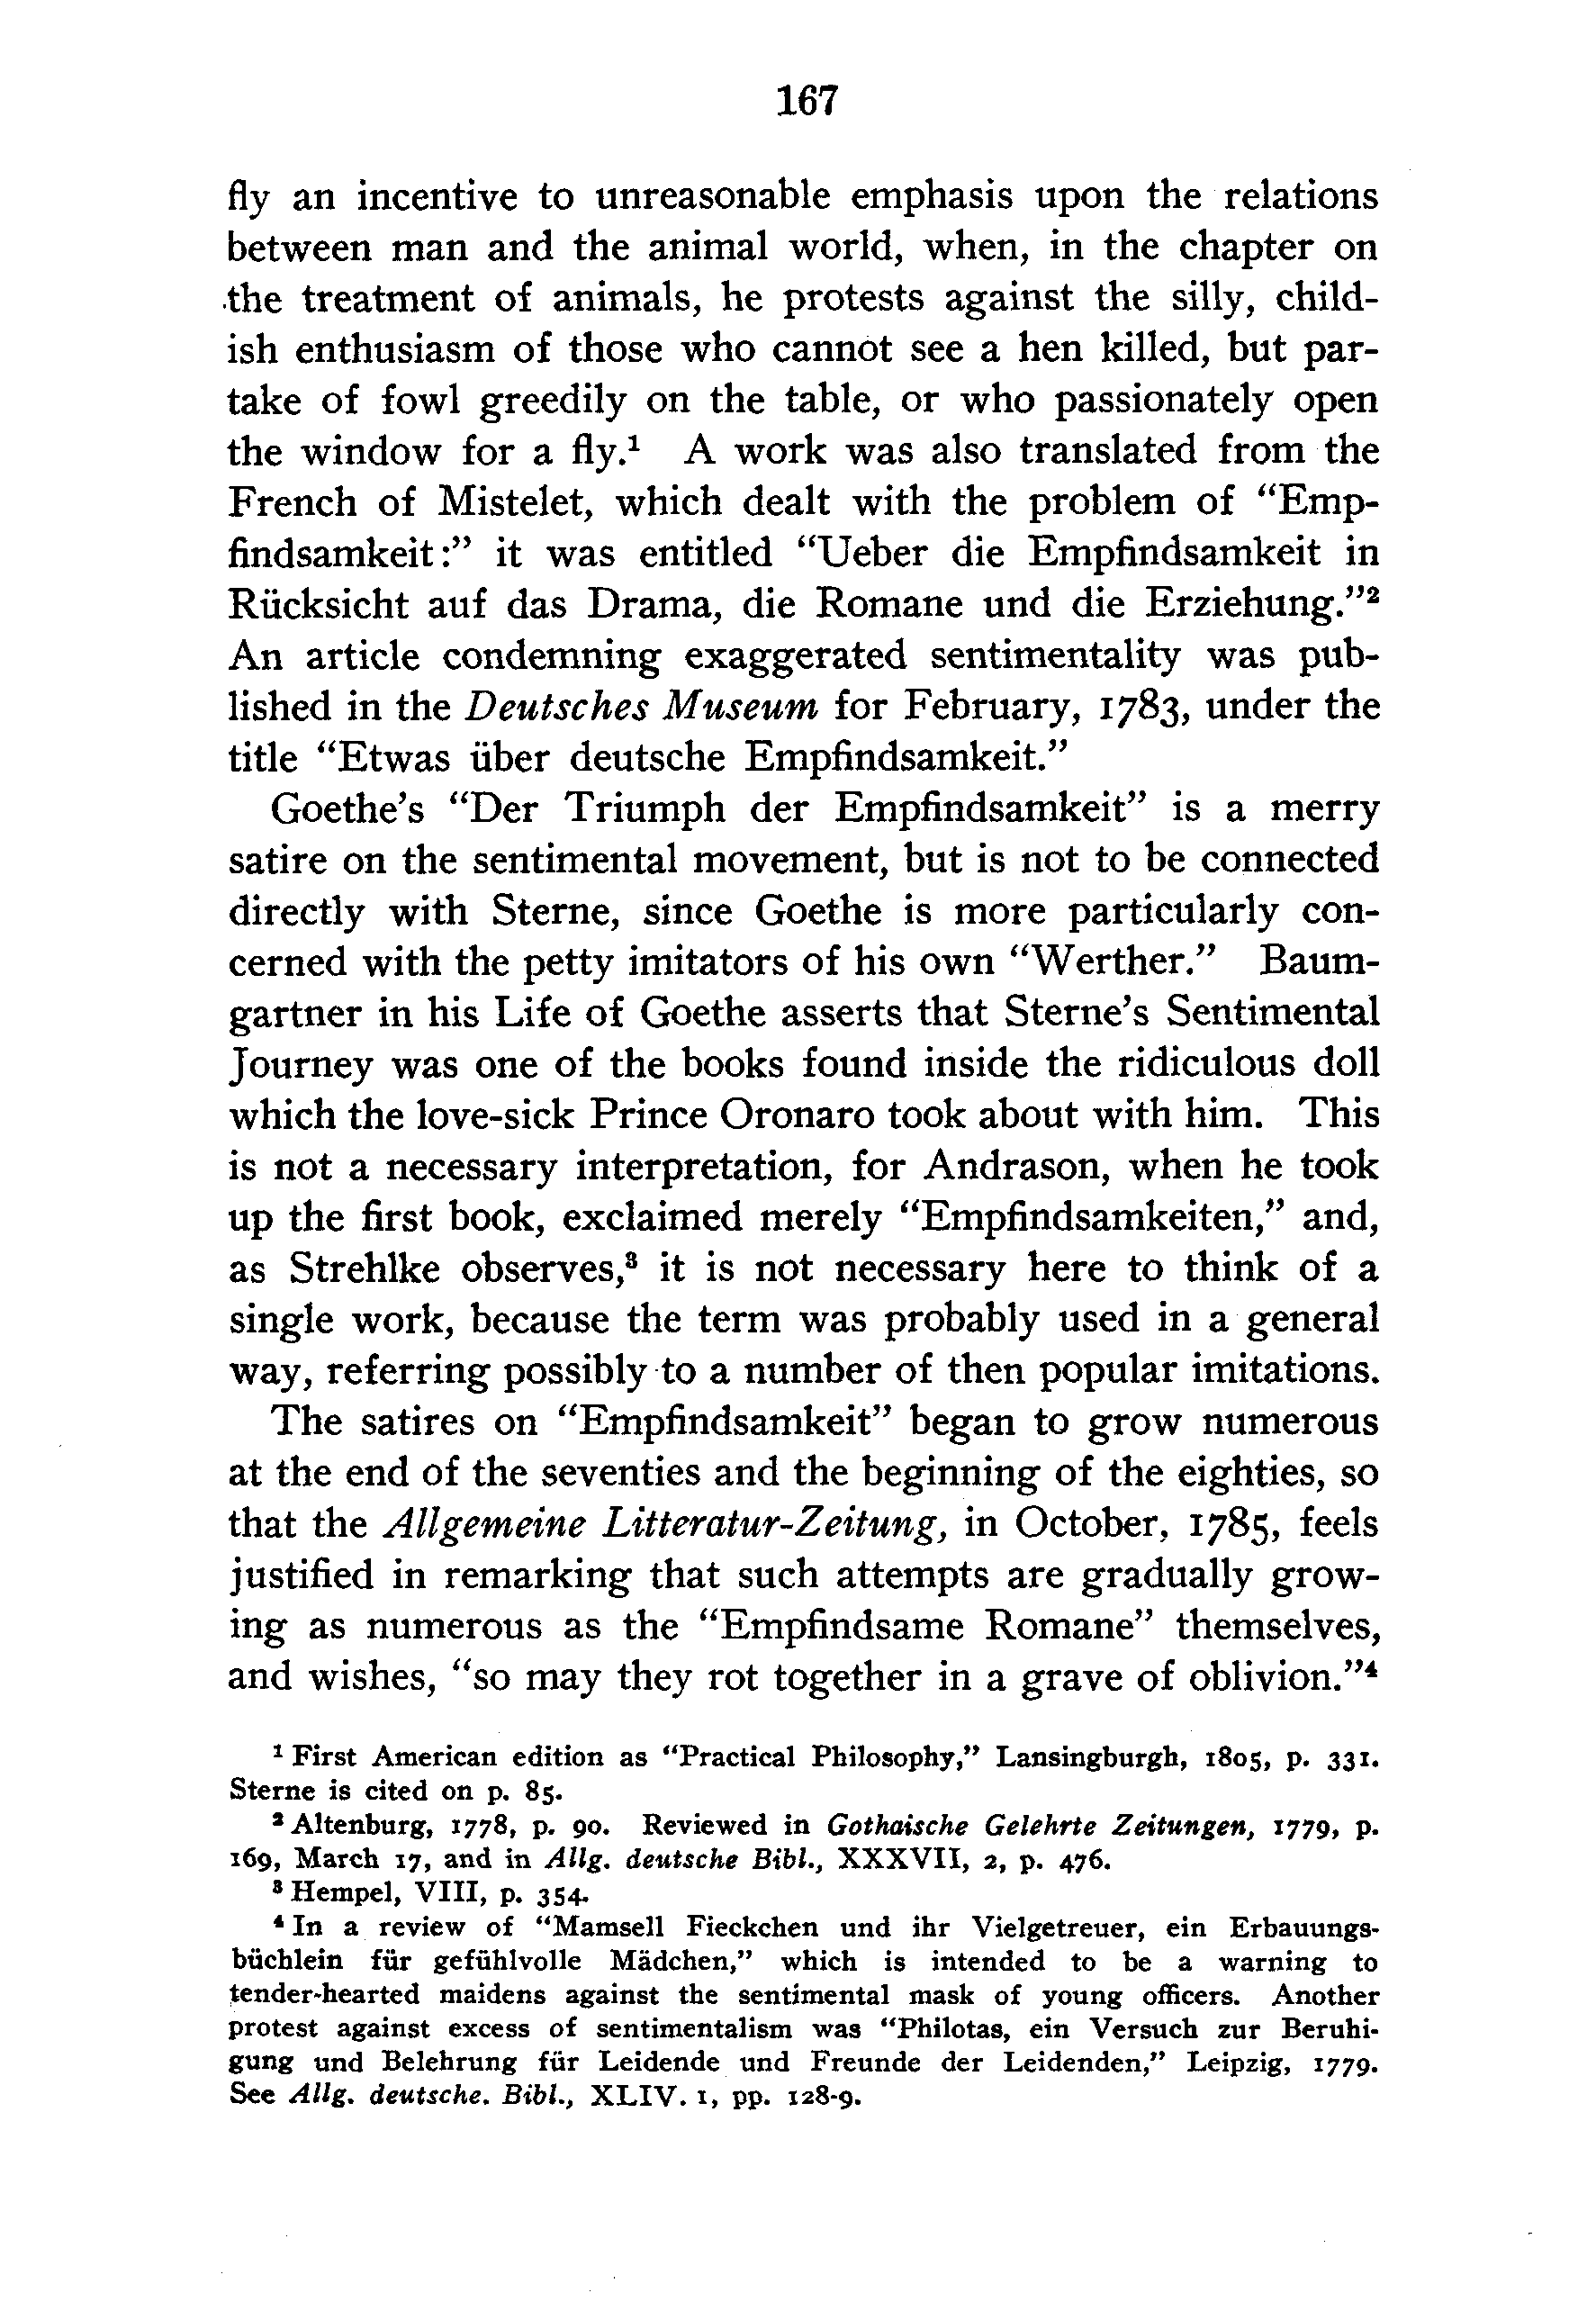 167
fly an incentive to unreasonable emphasis upon the relations
between man and the animal world, when, in the chapter on
the treatment of animals, he protests against the silly, child-
ish enthusiasm of those who cannot see a hen killed, but par-
take of fowl greedily on the table, or who passionately open
the window for a fly.¹ A work was also translated from the
French of Mistelet, which dealt with the problem of “Emp-
findsamkeit:” it was entitled “Ueber die Empfindsamkeit in
Rücksicht auf das Drama, die Romane und die Erziehung.”²
An article condemning exaggerated sentimentality was pub-
lished in the Deutsches Museum for February, 1783, under the
title “Etwas über deutsche Empfindsamkeit.”
Goethe’s “Der Triumph der Empfindsamkeit” is a merry
satire on the sentimental movement, but is not to be connected
directly with Sterne, since Goethe is more particularly con-
cerned with the petty imitators of his own “Werther.” Baum-
gartner in his Life of Goethe asserts that Sterne’s Sentimental
Journey was one of the books found inside the ridiculous doll
which the love-sick Prince Oronaro took about with him. This
is not a necessary interpretation, for Andrason, when he took
up the first book, exclaimed merely “Empfindsamkeiten,” and,
as Strehlke observes,³ it is not necessary here to think of a
single work, because the term was probably used in a general
way, referring possibly to a number of then popular imitations.
The satires on “Empfindsamkeit” began to grow numerous
at the end of the seventies and the beginning of the eighties, so
that the Allgemeine Litteratur-Zeitung, in October, 1785, feels
justified in remarking that such attempts are gradually grow-
ing as numerous as the “Empfindsame Romane” themselves,
and wishes, “so may they rot together in a grave of oblivion.”⁴
¹ First American edition as “Practical Philosophy,” Lansingburgh, 1805, p. 331.
Sterne is cited on p. 85.
² Altenburg, 1778, p. 90. Reviewed in Gothaische Gelehrte Zeitungen, 1779, p.
169, March 17, and in Allg. deutsche Bibl., XXXVII, 2, p. 476.
³ Hempel, VIII, p. 354.
⁴ In a review of “Mamsell Fieckchen und ihr Vielgetreuer, ein Erbauungs-
büchlein für gefühlvolle Mädchen,” which is intended to be a warning to
tender-hearted maidens against the sentimental mask of young officers. Another
protest against excess of sentimentalism was “Philotas, ein Versuch zur Beruhi-
gung und Belehrung für Leidende und Freunde der Leidenden,” Leipzig, 1779.
See Allg. deutsche. Bibl., XLIV. 1, pp. 128-9.